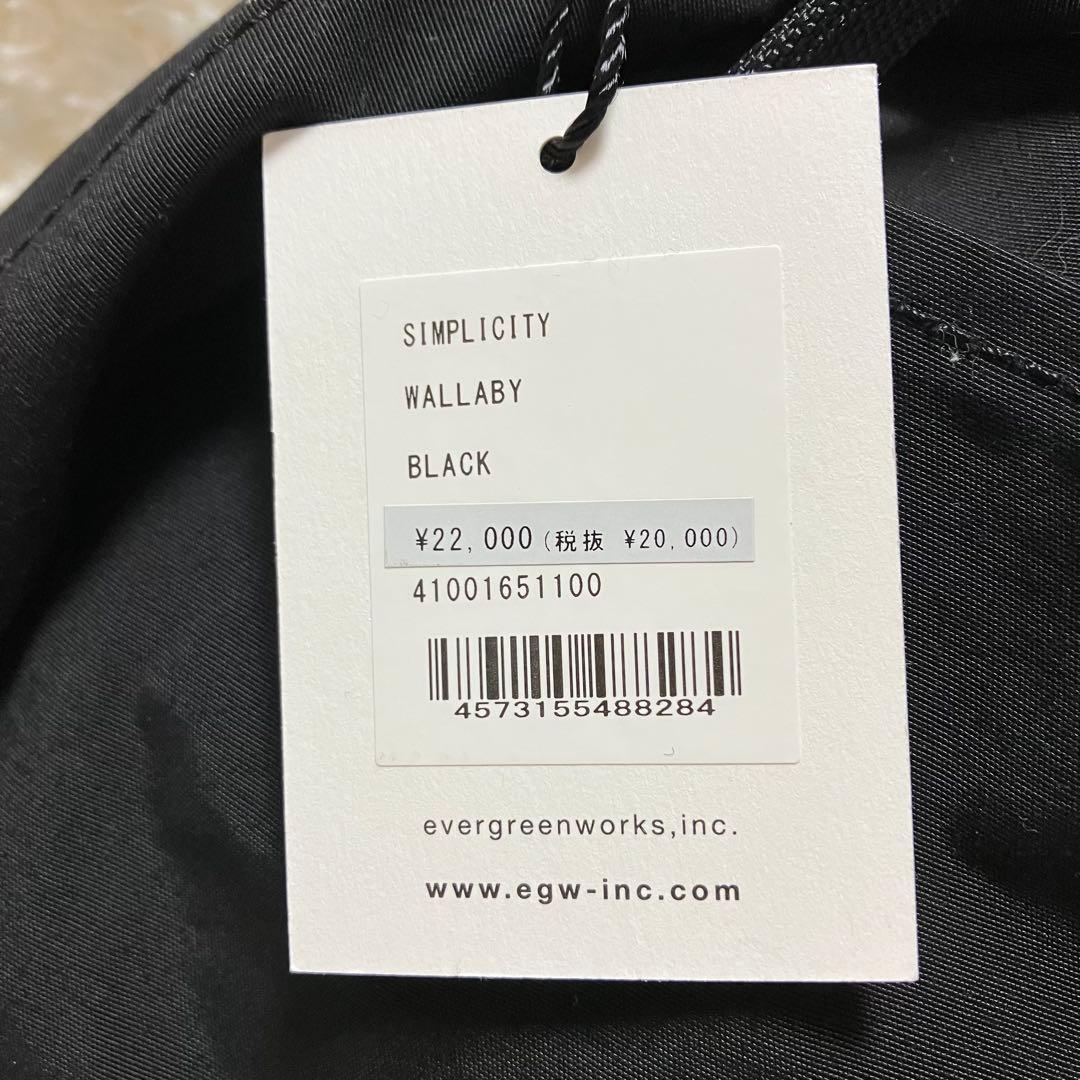 SIMPLICITY
WALLABY
BLACK
¥22,000(税抜 ¥20,000)
41001651100
4573155488284
evergreenworks,inc.
www.egw-inc.com